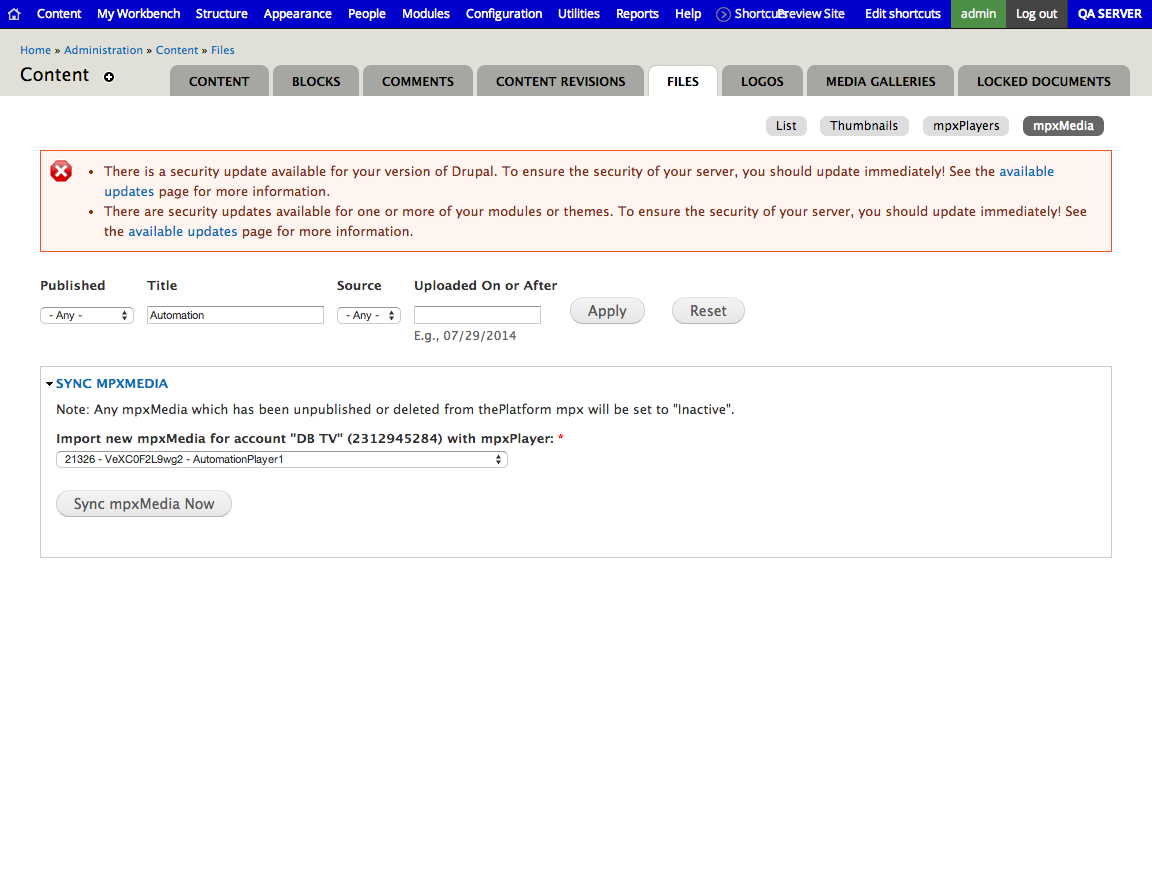 Content My Workbench Structure Appearance People Modules Configuration Utilities Reports Help Shortcuts Preview Site Edit shortcuts admin Log out QA SERVER
Home » Administration » Content » Files
Content
CONTENT BLOCKS COMMENTS CONTENT REVISIONS FILES LOGOS MEDIA GALLERIES LOCKED DOCUMENTS
List Thumbnails mpxPlayers mpxMedia
• There is a security update available for your version of Drupal. To ensure the security of your server, you should update immediately! See the available
updates page for more information.
• There are security updates available for one or more of your modules or themes. To ensure the security of your server, you should update immediately! See
the available updates page for more information.
Published Title Source Uploaded On or After
- Any - Automation - Any - Apply Reset
E.g., 07/29/2014
SYNC MPXMEDIA
Note: Any mpxMedia which has been unpublished or deleted from thePlatform mpx will be set to "Inactive".
Import new mpxMedia for account "DB TV" (2312945284) with mpxPlayer: *
21326 - VeXC0F2L9wg2 - AutomationPlayer1
Sync mpxMedia Now